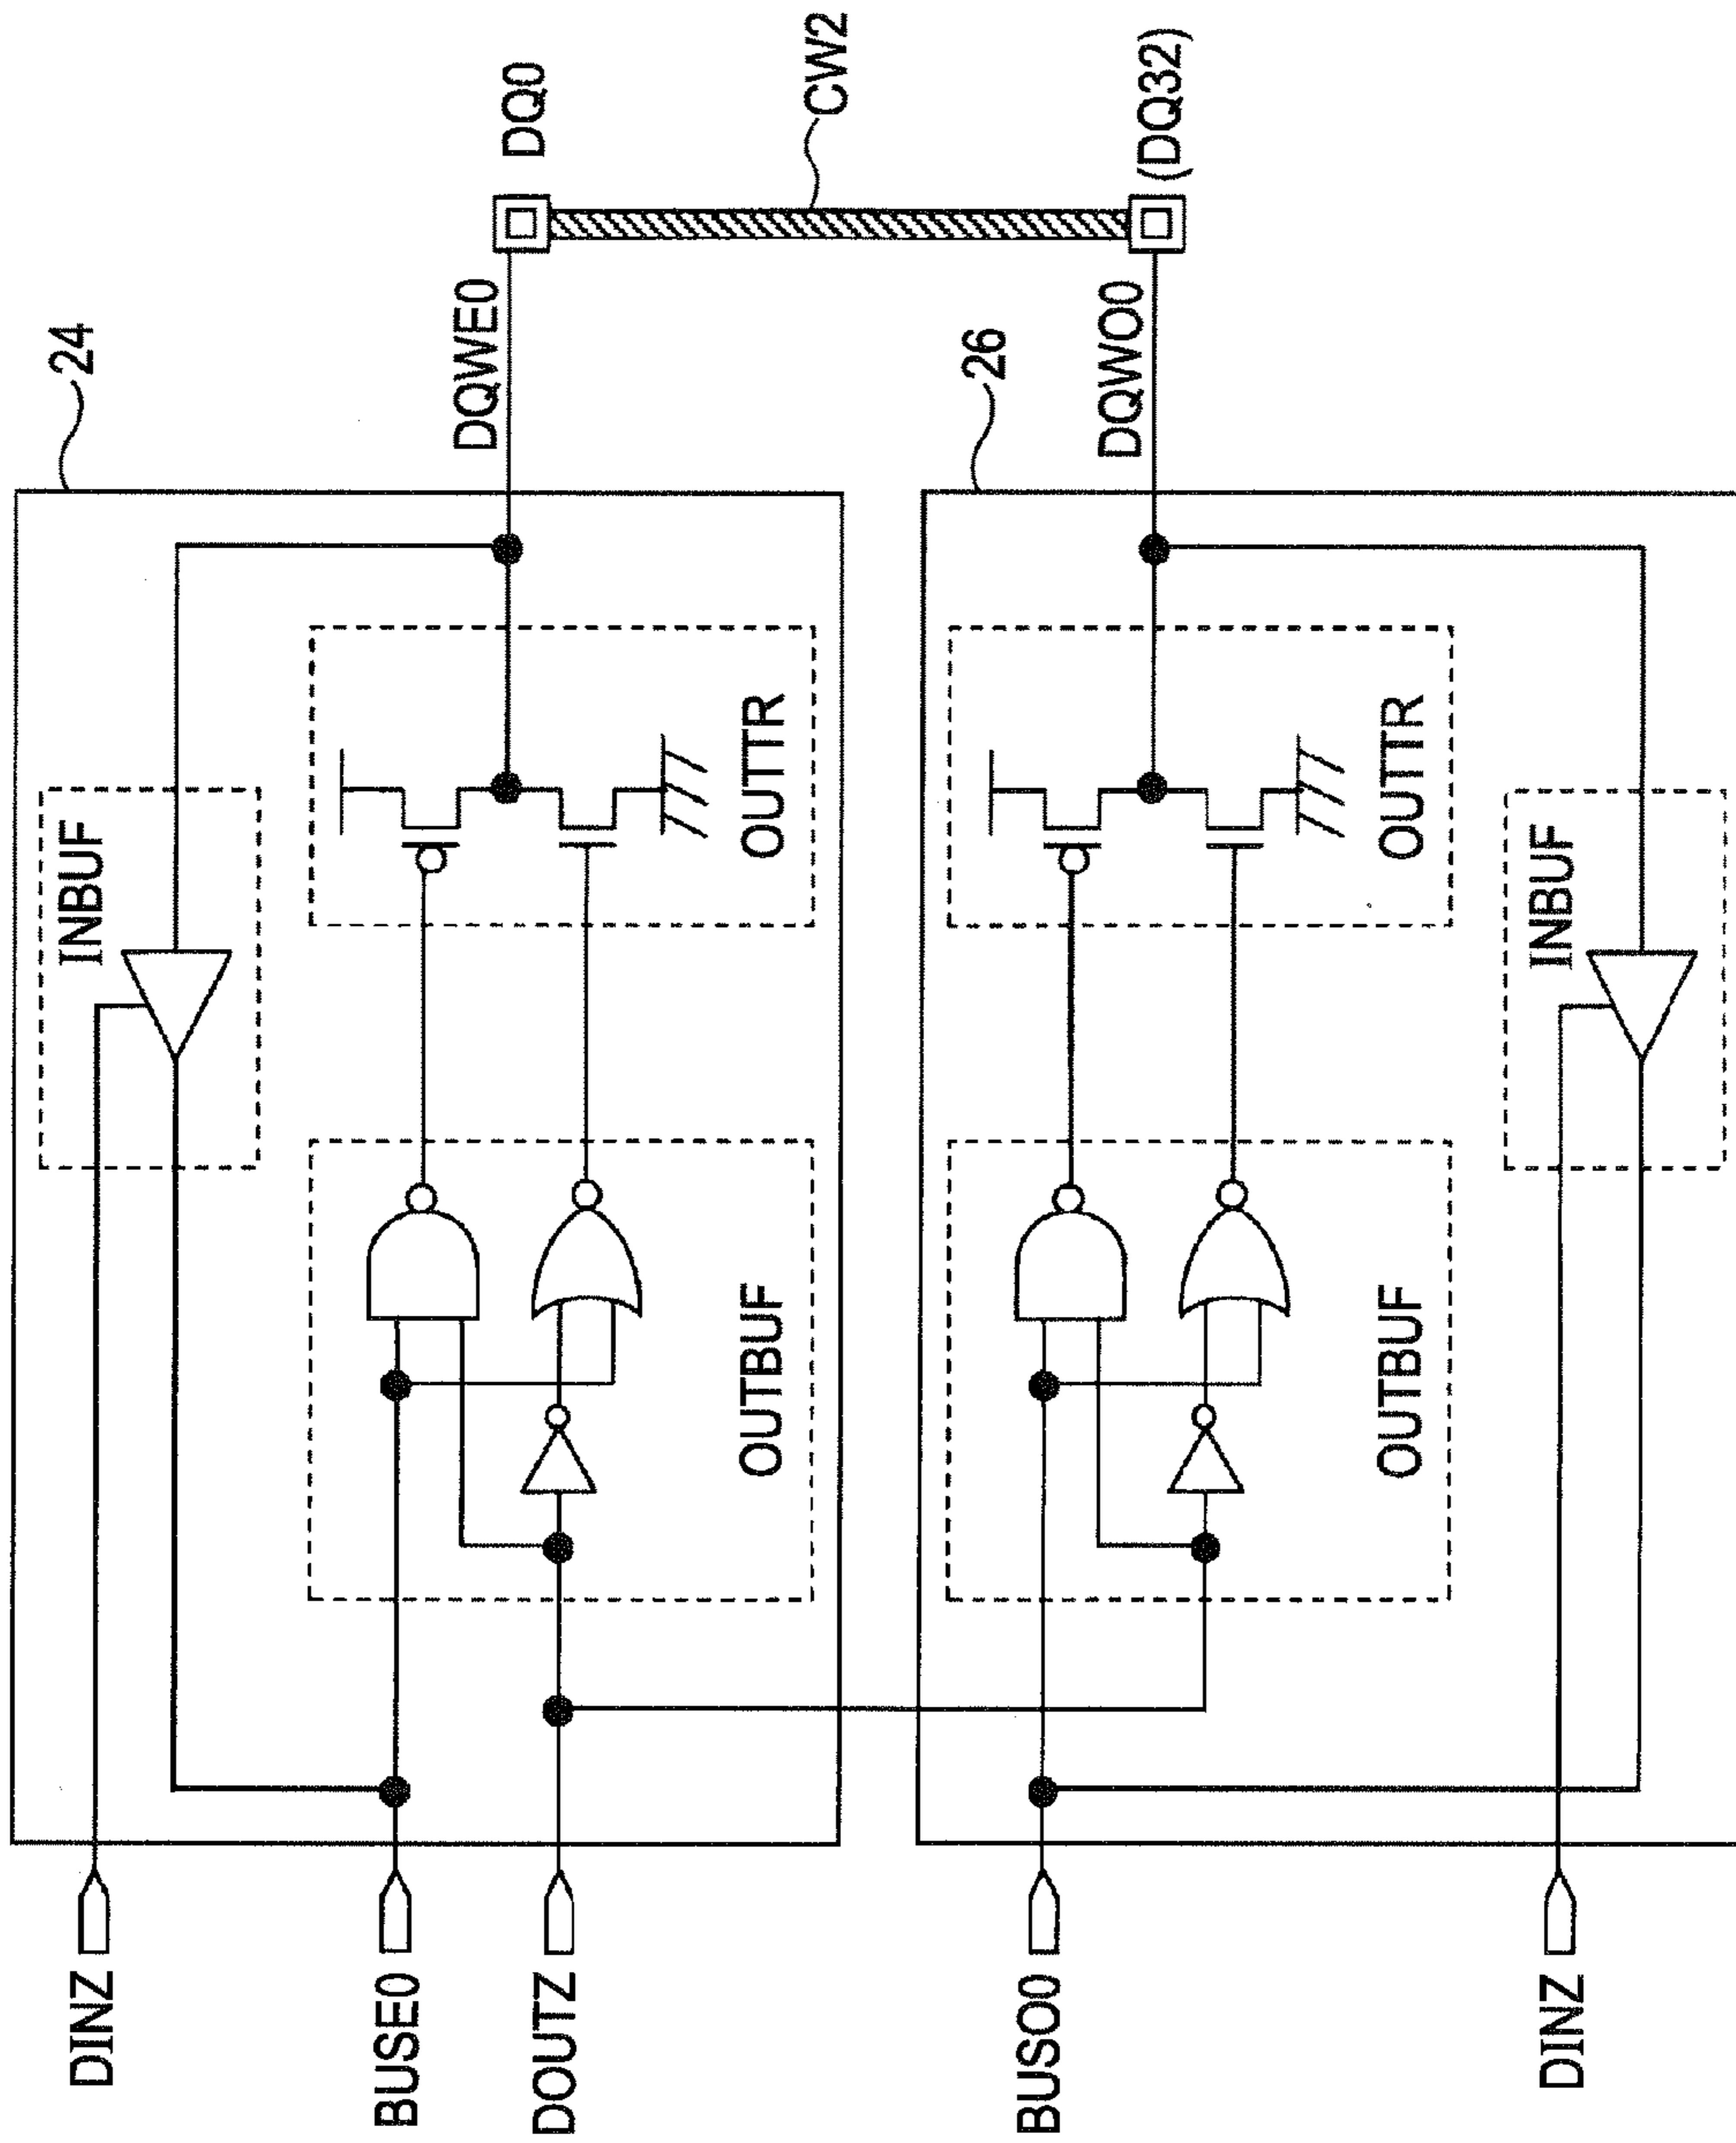 24
DINZ
INBUF
BUSE0
DOUTZ
OUTBUF
OUTTR
DQWE0
DQ0
CW2
26
BUSO0
OUTBUF
OUTTR
DQWO0
(DQ32)
INBUF
DINZ